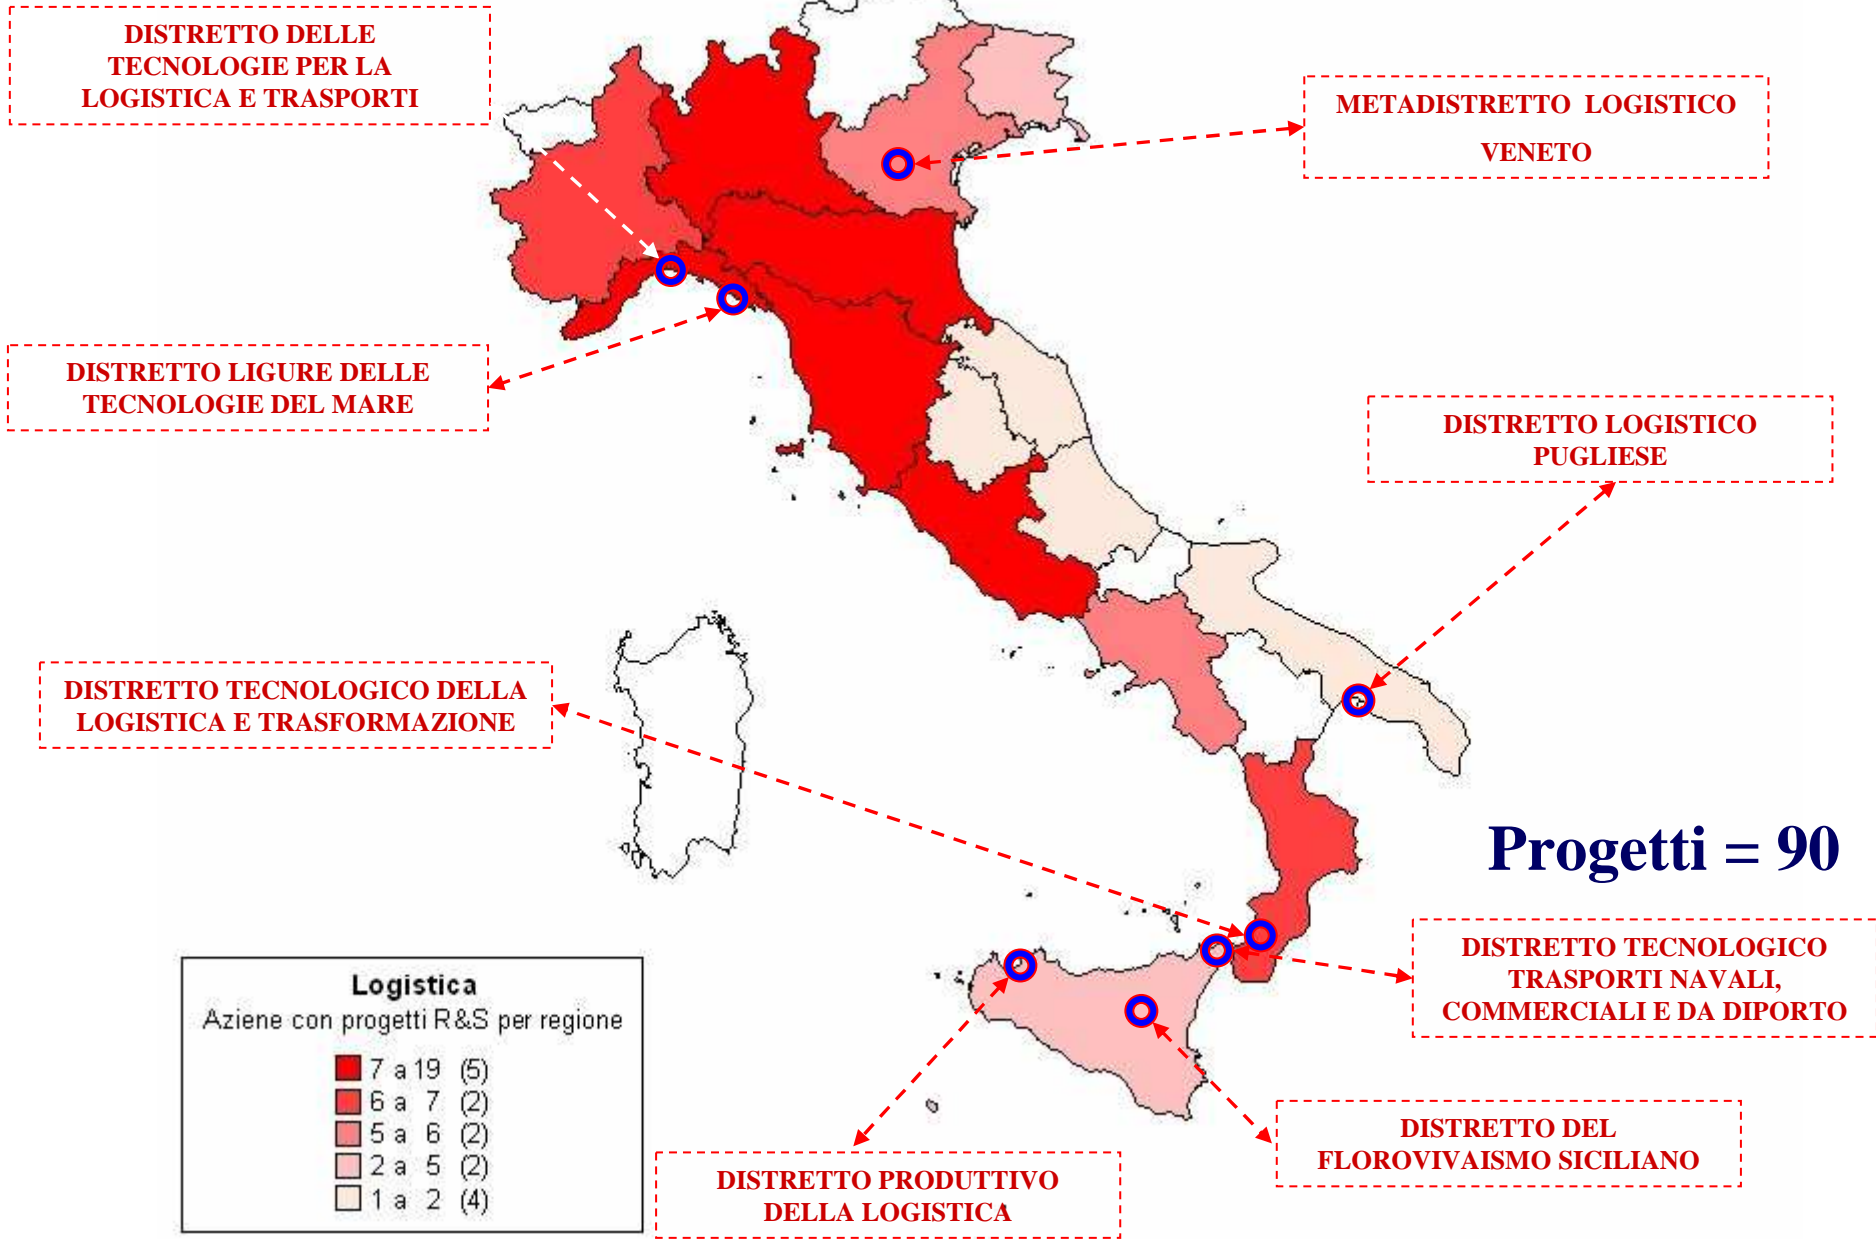 DISTRETTO DELLE
TECNOLOGIE PER LA
LOGISTICA E TRASPORTI
METADISTRETTO LOGISTICO
VENETO
DISTRETTO LIGURE DELLE
TECNOLOGIE DEL MARE
DISTRETTO LOGISTICO
PUGLIESE
DISTRETTO TECNOLOGICO DELLA
LOGISTICA E TRASFORMAZIONE
Progetti = 90
DISTRETTO TECNOLOGICO
TRASPORTI NAVALI,
COMMERCIALI E DA DIPORTO
Logistica
Aziene con progetti R&S per regione
7 a 19 (5)
6 a 7 (2)
5 a 6 (2)
2 a 5 (2)
1 a 2 (4)
DISTRETTO DEL
FLOROVIVAISMO SICILIANO
DISTRETTO PRODUTTIVO
DELLA LOGISTICA